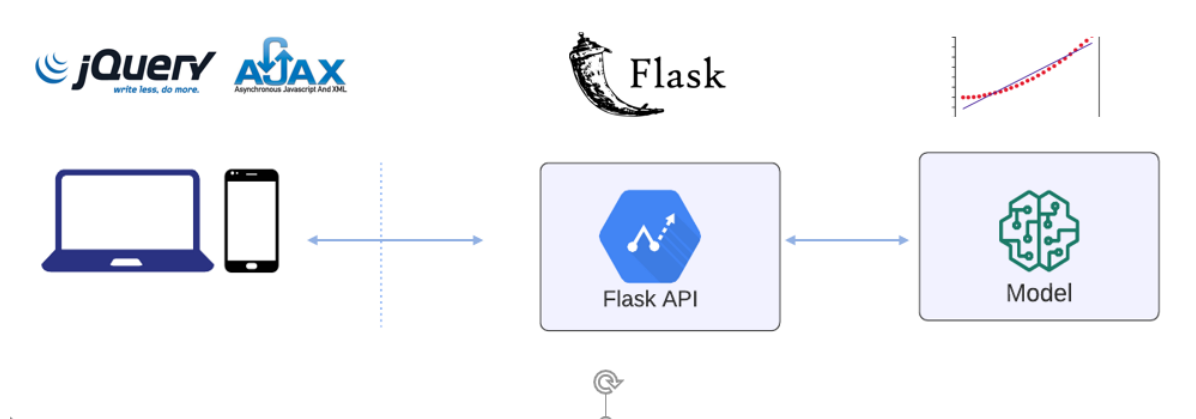 jQuery
write less, do more.
AJAX
Asynchronous Javascript And XML
Flask
Flask API
Model